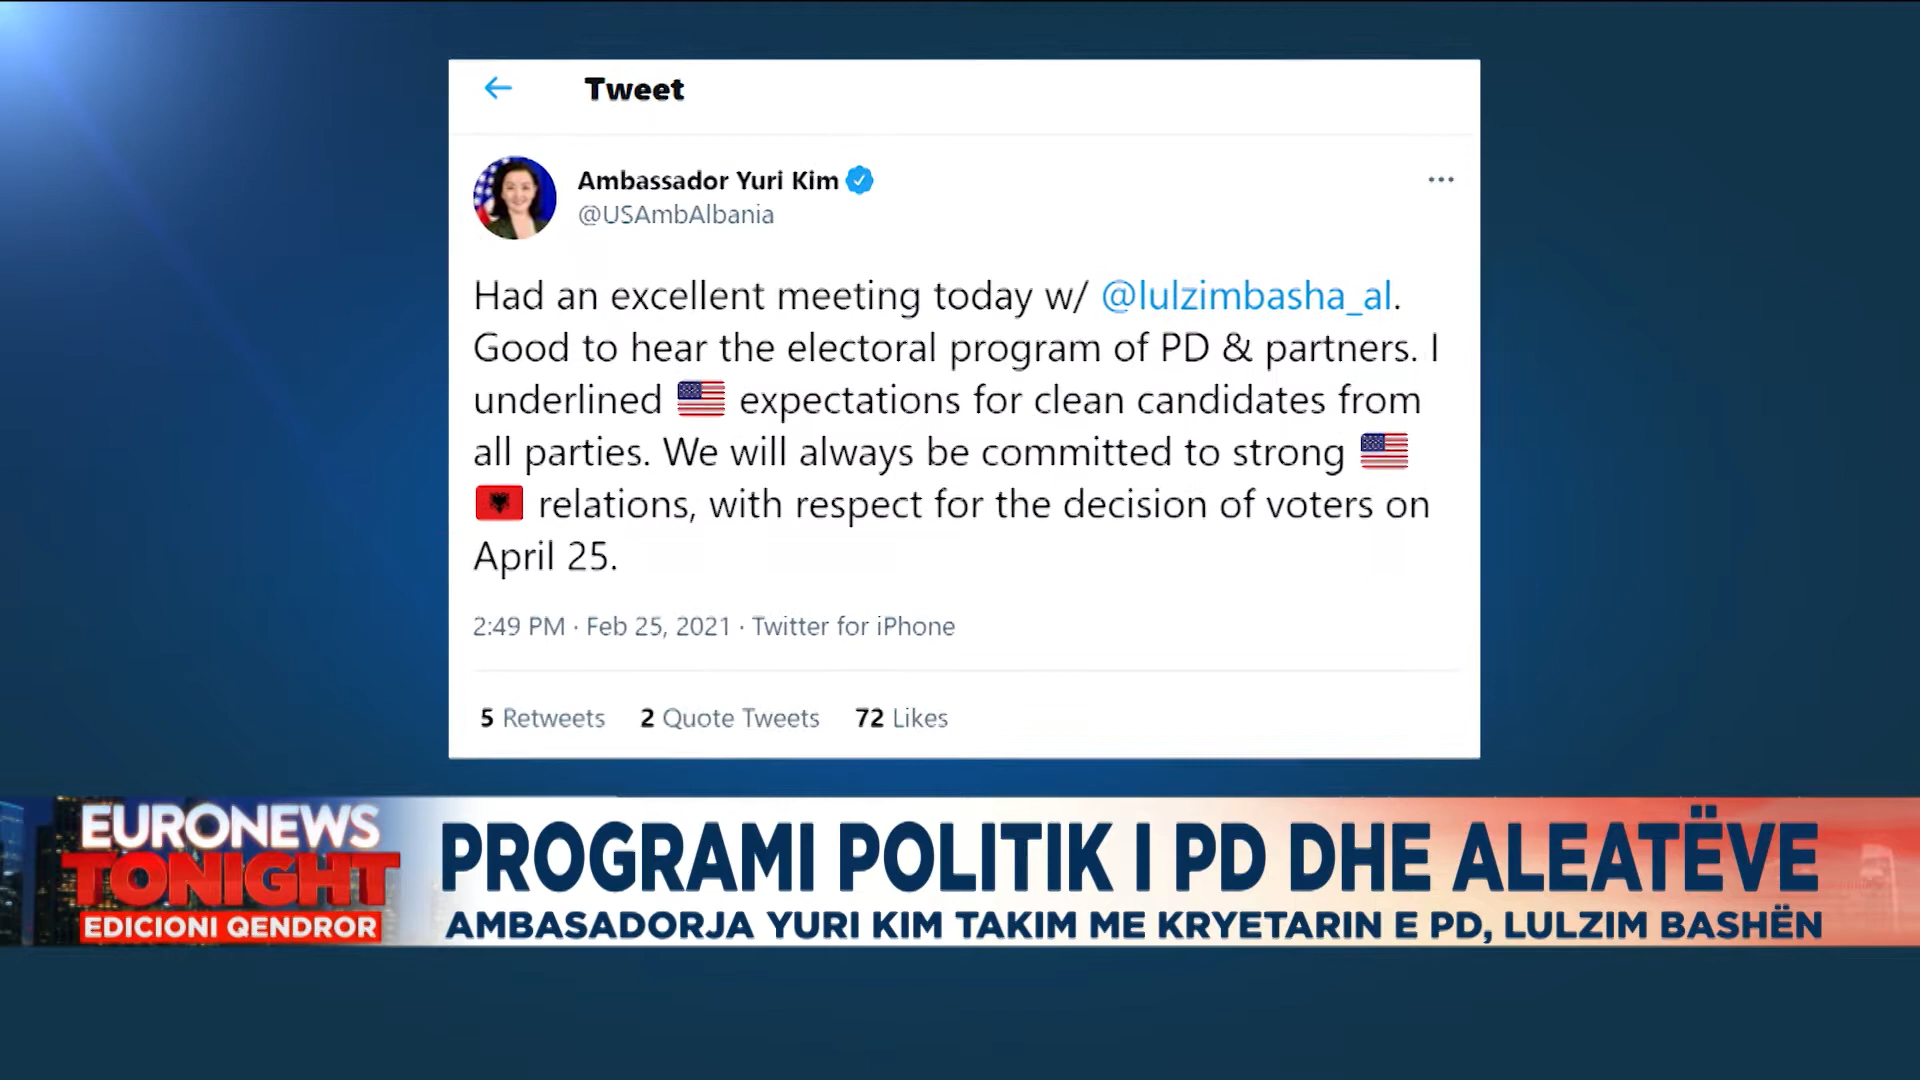 Tweet
Ambassador Yuri Kim
@USAmbAlbania
Had an excellent meeting today w/ @lulzimbasha_al.
Good to hear the electoral program of PD & partners. I
underlined 🇺🇸 expectations for clean candidates from
all parties. We will always be committed to strong 🇺🇸
🇦🇱 relations, with respect for the decision of voters on
April 25.
2:49 PM · Feb 25, 2021 · Twitter for iPhone
5 Retweets 2 Quote Tweets 72 Likes
EURONEWS
TONIGHT
EDICIONI QENDROR
PROGRAMI POLITIK I PD DHE ALEATËVE
AMBASADORJA YURI KIM TAKIM ME KRYETARIN E PD, LULZIM BASHËN